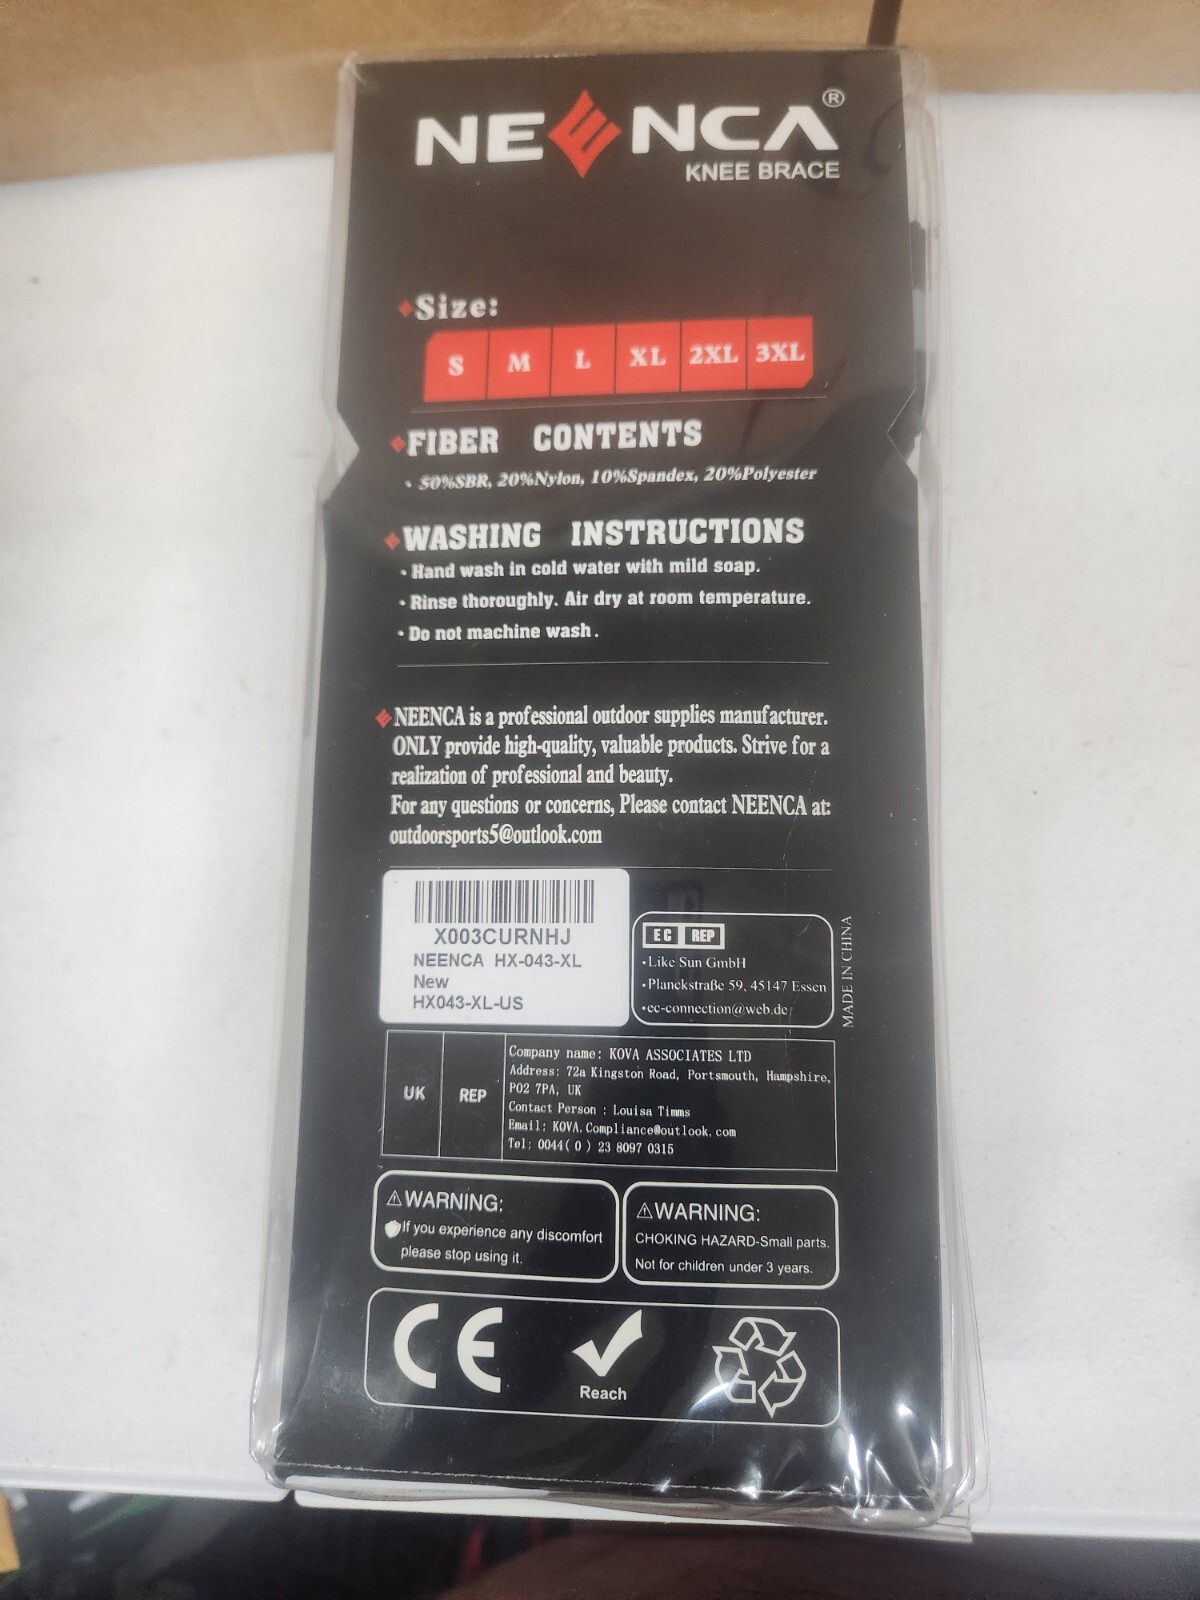 NEENCA®
KNEE BRACE
Size:
S M L XL 2XL 3XL
FIBER CONTENTS
• 50%SBR, 20%Nylon, 10%Spandex, 20%Polyester
WASHING INSTRUCTIONS
• Hand wash in cold water with mild soap.
• Rinse thoroughly. Air dry at room temperature.
• Do not machine wash.
NEENCA is a professional outdoor supplies manufacturer.
ONLY provide high-quality, valuable products. Strive for a
realization of professional and beauty.
For any questions or concerns, Please contact NEENCA at:
outdoorsports5@outlook.com
X003CURNHJ
NEENCA HX-043-XL
New
HX043-XL-US
EC REP
•Like Sun GmbH
•Planckstraße 59, 45147 Essen
•ec-connection@web.de
MADE IN CHINA
UK REP
Company name: KOVA ASSOCIATES LTD
Address: 72a Kingston Road, Portsmouth, Hampshire,
PO2 7PA, UK
Contact Person : Louisa Timms
Email: KOVA.Compliance@outlook.com
Tel: 0044(0) 23 8097 0315
⚠WARNING:
If you experience any discomfort
please stop using it.
⚠WARNING:
CHOKING HAZARD-Small parts.
Not for children under 3 years.
CE
Reach